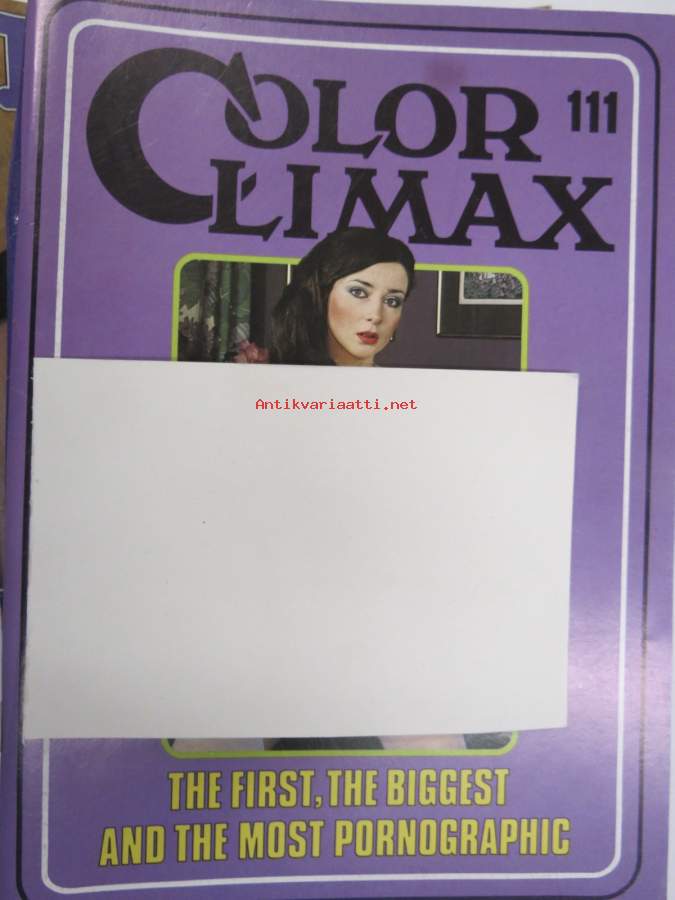 COLOR 111
CLIMAX
Antikvariaatti.net
THE FIRST, THE BIGGEST
AND THE MOST PORNOGRAPHIC